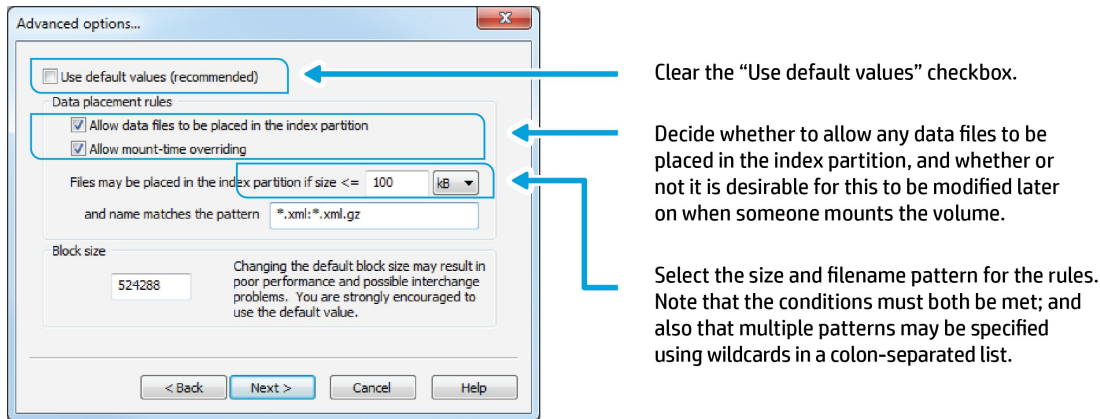 Advanced options...
X
Use default values (recommended)
Data placement rules
Allow data files to be placed in the index partition
Allow mount-time overriding
Files may be placed in the index partition if size <= 100 kB
and name matches the pattern *.xml:*.xml.gz
Block size
524288
Changing the default block size may result in
poor performance and possible interchange
problems. You are strongly encouraged to
use the default value.
< Back Next > Cancel Help
Clear the “Use default values” checkbox.
Decide whether to allow any data files to be
placed in the index partition, and whether or
not it is desirable for this to be modified later
on when someone mounts the volume.
Select the size and filename pattern for the rules.
Note that the conditions must both be met; and
also that multiple patterns may be specified
using wildcards in a colon-separated list.